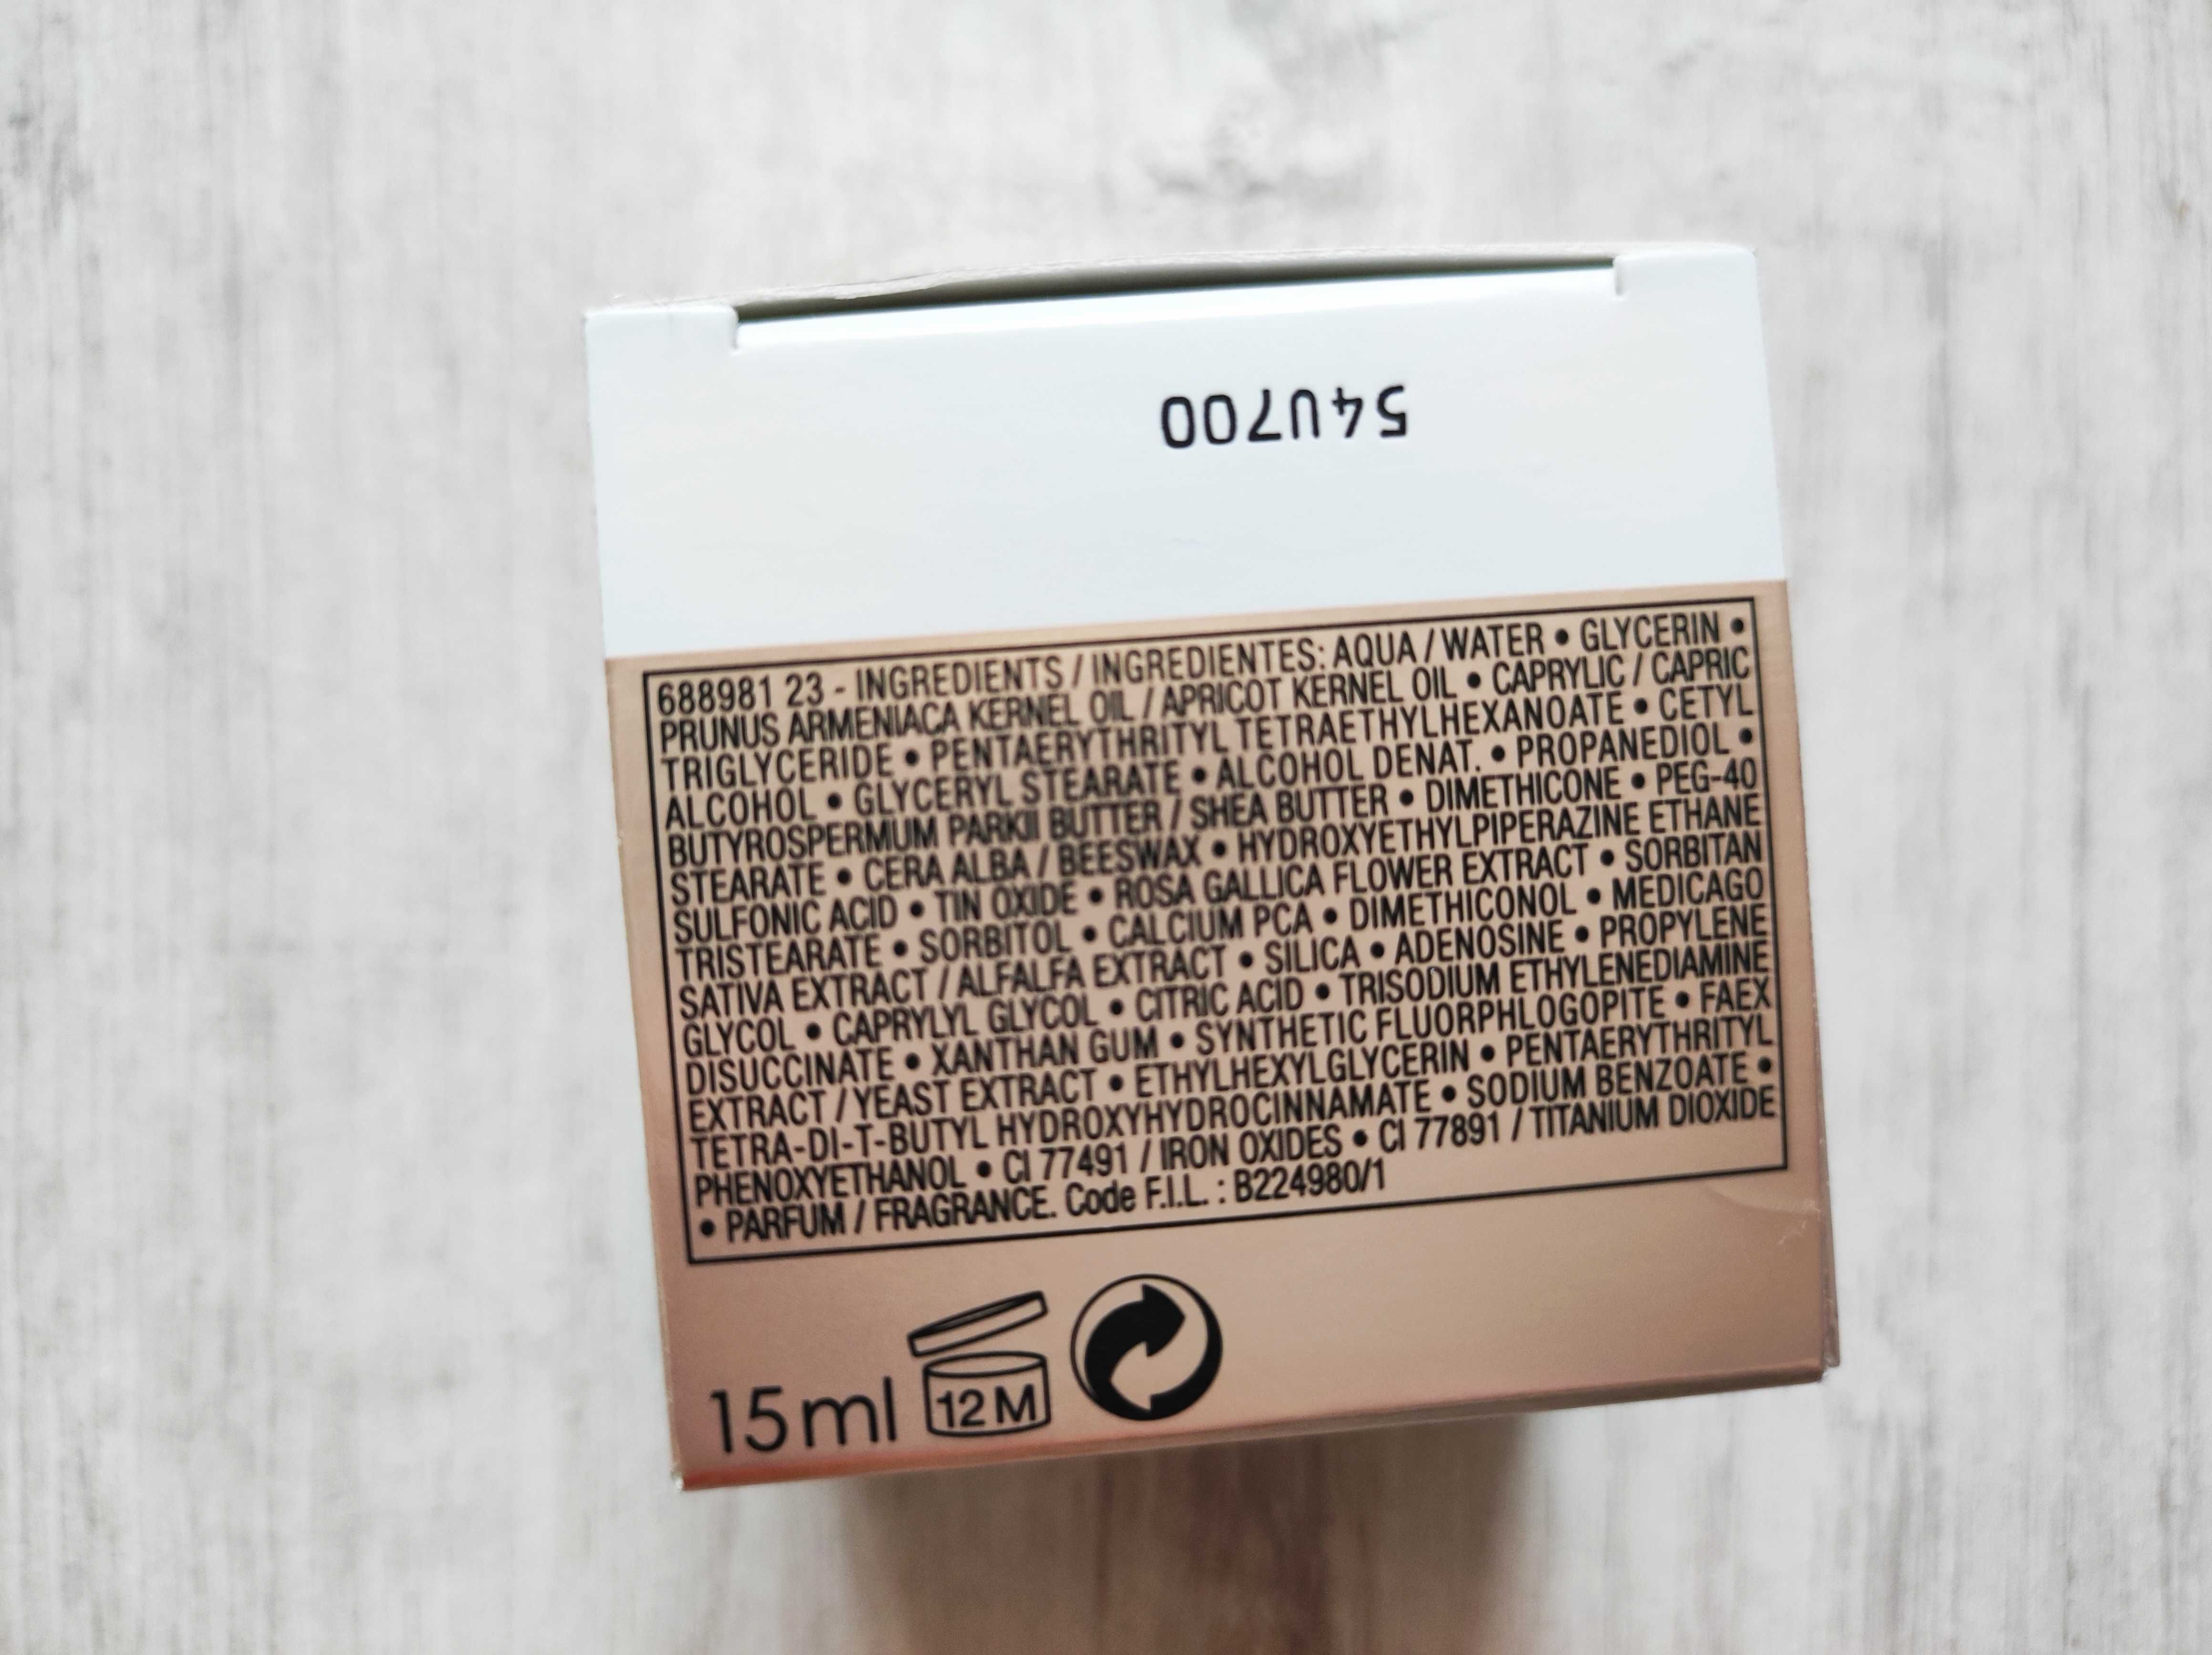 54U700
688981 23 - INGREDIENTS / INGREDIENTES: AQUA / WATER • GLYCERIN •
PRUNUS ARMENIACA KERNEL OIL / APRICOT KERNEL OIL • CAPRYLIC / CAPRIC
TRIGLYCERIDE • PENTAERYTHRITYL TETRAETHYLHEXANOATE • CETYL
ALCOHOL • GLYCERYL STEARATE • ALCOHOL DENAT. • PROPANEDIOL •
BUTYROSPERMUM PARKII BUTTER / SHEA BUTTER • DIMETHICONE • PEG-40
STEARATE • CERA ALBA / BEESWAX • HYDROXYETHYLPIPERAZINE ETHANE
SULFONIC ACID • TIN OXIDE • ROSA GALLICA FLOWER EXTRACT • SORBITAN
TRISTEARATE • SORBITOL • CALCIUM PCA • DIMETHICONOL • MEDICAGO
SATIVA EXTRACT / ALFALFA EXTRACT • SILICA • ADENOSINE • PROPYLENE
GLYCOL • CAPRYLYL GLYCOL • CITRIC ACID • TRISODIUM ETHYLENEDIAMINE
DISUCCINATE • XANTHAN GUM • SYNTHETIC FLUORPHLOGOPITE • FAEX
EXTRACT / YEAST EXTRACT • ETHYLHEXYLGLYCERIN • PENTAERYTHRITYL
TETRA-DI-T-BUTYL HYDROXYHYDROCINNAMATE • SODIUM BENZOATE •
PHENOXYETHANOL • CI 77491 / IRON OXIDES • CI 77891 / TITANIUM DIOXIDE
• PARFUM / FRAGRANCE. Code F.I.L. : B224980/1
15 ml 12 M